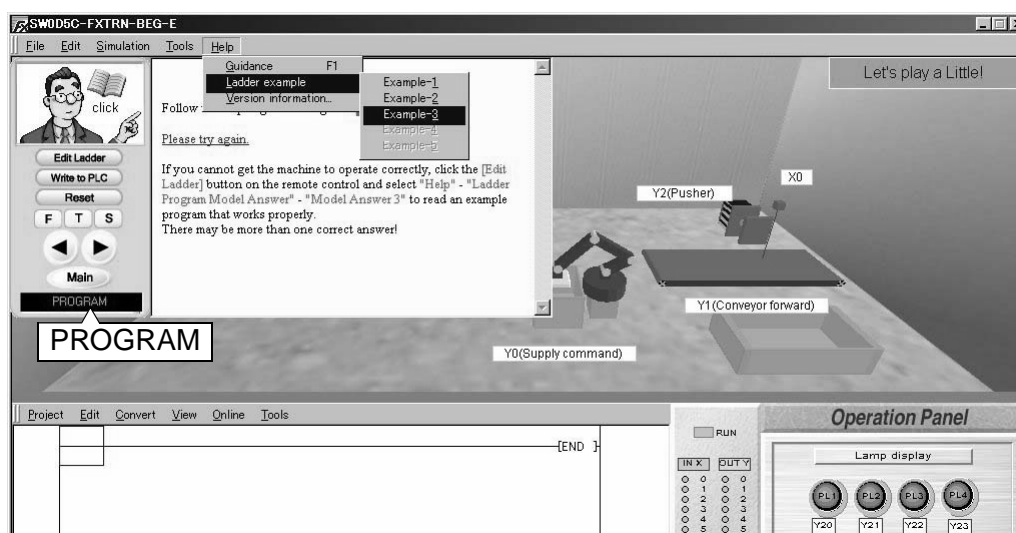 SW0D5C-FXTRN-BEG-E
File Edit Simulation Tools Help
Guidance F1
Ladder example
Version information...
Example-1
Example-2
Example-3
Example-4
Example-5
click
Edit Ladder
Write to PLC
Reset
F T S
Main
PROGRAM
PROGRAM
Follow
Please try again.
If you cannot get the machine to operate correctly, click the [Edit
Ladder] button on the remote control and select "Help" - "Ladder
Program Model Answer" - "Model Answer 3" to read an example
program that works properly.
There may be more than one correct answer!
Let's play a Little!
X0
Y2(Pusher)
Y1(Conveyor forward)
Y0(Supply command)
Project Edit Convert View Online Tools
[END ]
RUN
IN X OUT Y
0 0
1 1
2 2
3 3
4 4
5 5
Operation Panel
Lamp display
PL1 PL2 PL3 PL4
Y20 Y21 Y22 Y23